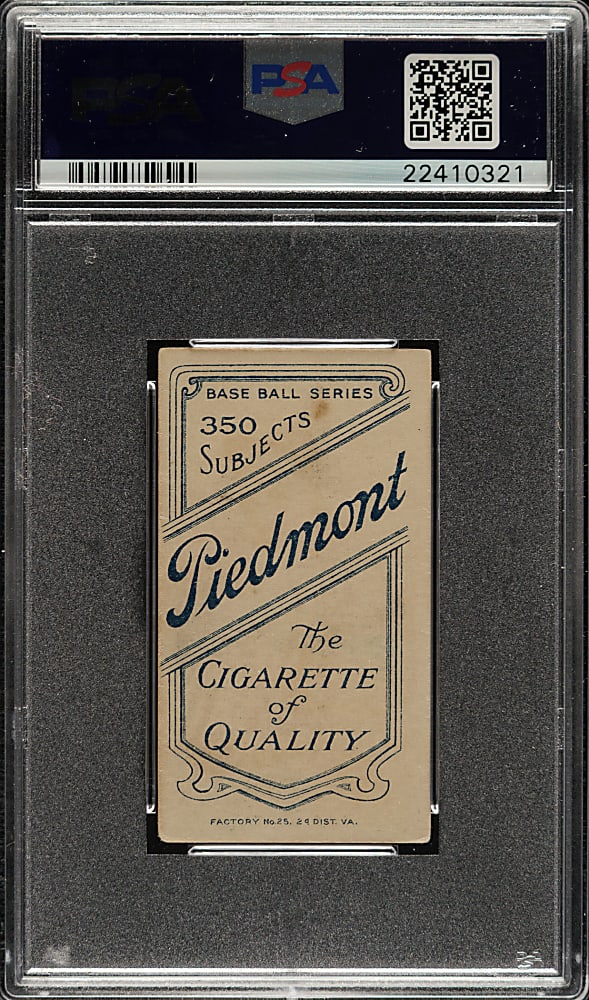 PSA
22410321
BASE BALL SERIES
350
SUBJECTS
Piedmont
The
CIGARETTE
of
QUALITY
FACTORY No. 25, 2d DIST. VA.